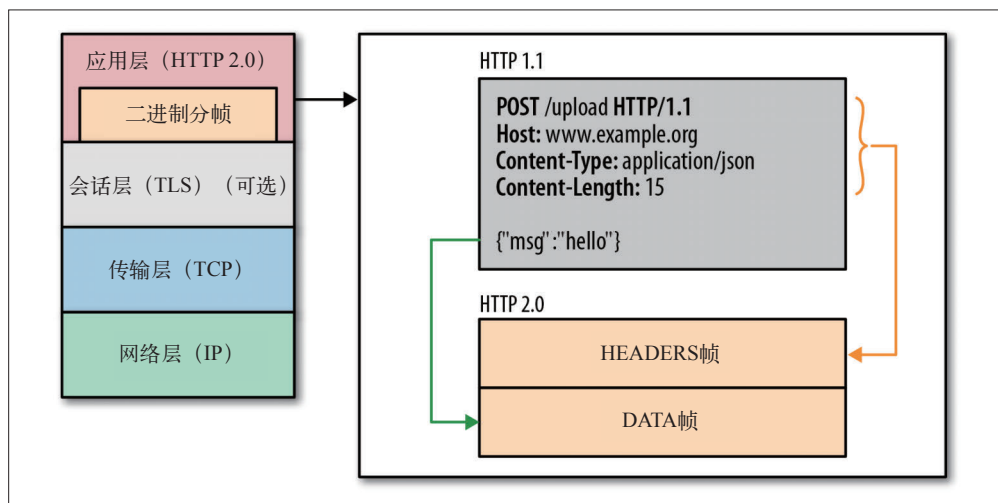 应用层（HTTP 2.0）
二进制分帧
会话层（TLS）（可选）
传输层（TCP）
网络层（IP）
HTTP 1.1
POST /upload HTTP/1.1
Host: www.example.org
Content-Type: application/json
Content-Length: 15
{"msg":"hello"}
HTTP 2.0
HEADERS帧
DATA帧